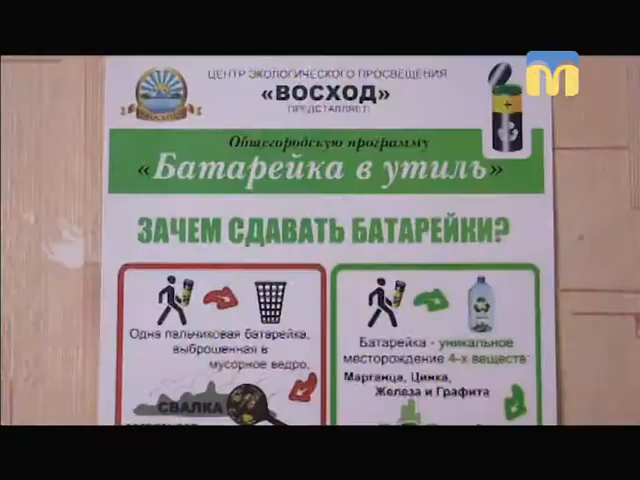 ЦЕНТР ЭКОЛОГИЧЕСКОГО ПРОСВЕЩЕНИЯ
«ВОСХОД»
ПРЕДСТАВЛЯЕТ:
Общегородскую программу
«Батарейка в утиль»
ЗАЧЕМ СДАВАТЬ БАТАРЕЙКИ?
Одна пальчиковая батарейка,
выброшенная в
мусорное ведро,
СВАЛКА
Батарейка - уникальное
месторождение 4-х веществ:
Марганца, Цинка,
Железа и Графита